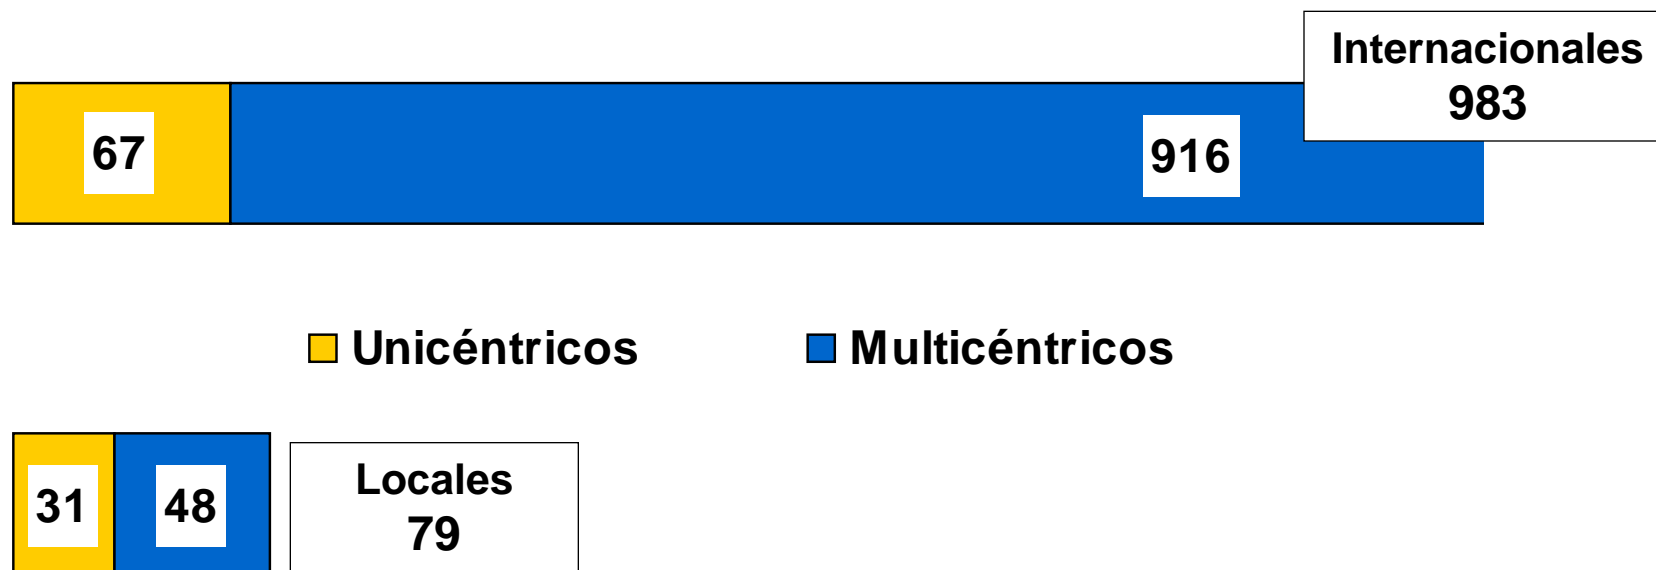 Internacionales
983
67
916
Unicéntricos
Multicéntricos
31
48
Locales
79